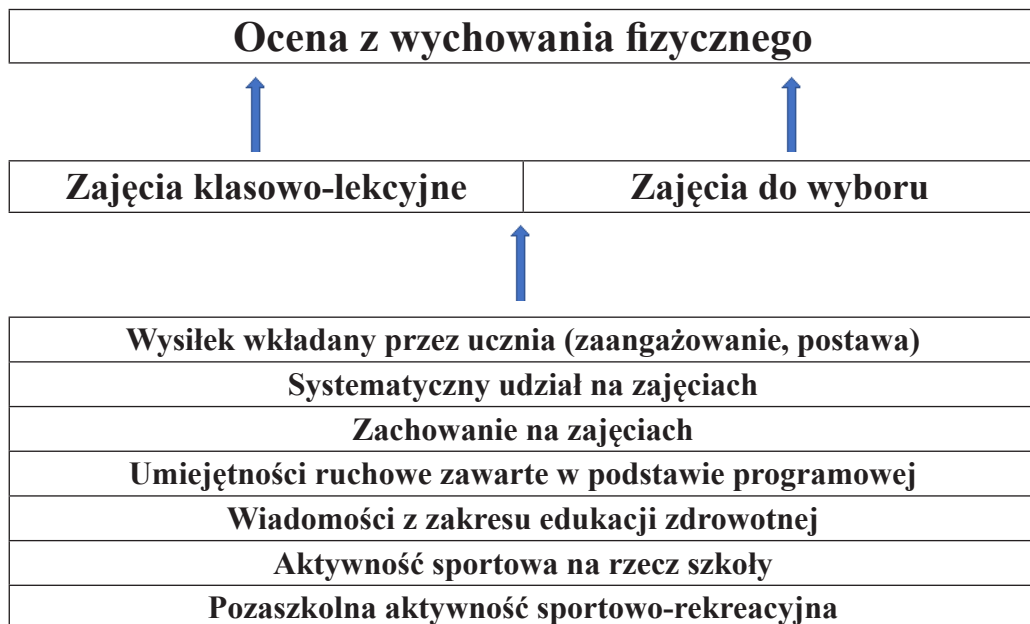 Ocena z wychowania fizycznego
Zajęcia klasowo-lekcyjne
Zajęcia do wyboru
Wysiłek wkładany przez ucznia (zaangażowanie, postawa)
Systematyczny udział na zajęciach
Zachowanie na zajęciach
Umiejętności ruchowe zawarte w podstawie programowej
Wiadomości z zakresu edukacji zdrowotnej
Aktywność sportowa na rzecz szkoły
Pozaszkolna aktywność sportowo-rekreacyjna